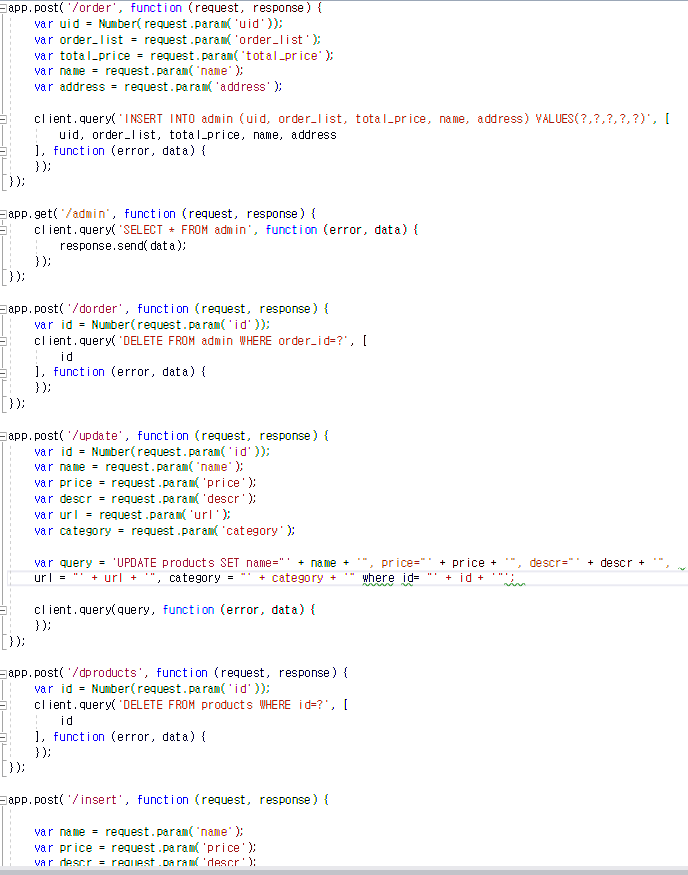 app.post('/order', function (request, response) {
var uid = Number(request.param('uid'));
var order_list = request.param('order_list');
var total_price = request.param('total_price');
var name = request.param('name');
var address = request.param('address');
client.query('INSERT INTO admin (uid, order_list, total_price, name, address) VALUES(?,?,?,?,?)', [
uid, order_list, total_price, name, address
], function (error, data) {
});
});
app.get('/admin', function (request, response) {
client.query('SELECT * FROM admin', function (error, data) {
response.send(data);
});
});
app.post('/dorder', function (request, response) {
var id = Number(request.param('id'));
client.query('DELETE FROM admin WHERE order_id=?', [
id
], function (error, data) {
});
});
app.post('/update', function (request, response) {
var id = Number(request.param('id'));
var name = request.param('name');
var price = request.param('price');
var descr = request.param('descr');
var url = request.param('url');
var category = request.param('category');
var query = 'UPDATE products SET name="' + name + '", price="' + price + '", descr="' + descr + '",
url = "' + url + '", category = "' + category + '" where id= "' + id + '"';
client.query(query, function (error, data) {
});
});
app.post('/dproducts', function (request, response) {
var id = Number(request.param('id'));
client.query('DELETE FROM products WHERE id=?', [
id
], function (error, data) {
});
});
app.post('/insert', function (request, response) {
var name = request.param('name');
var price = request.param('price');
var descr = request.param('descr');